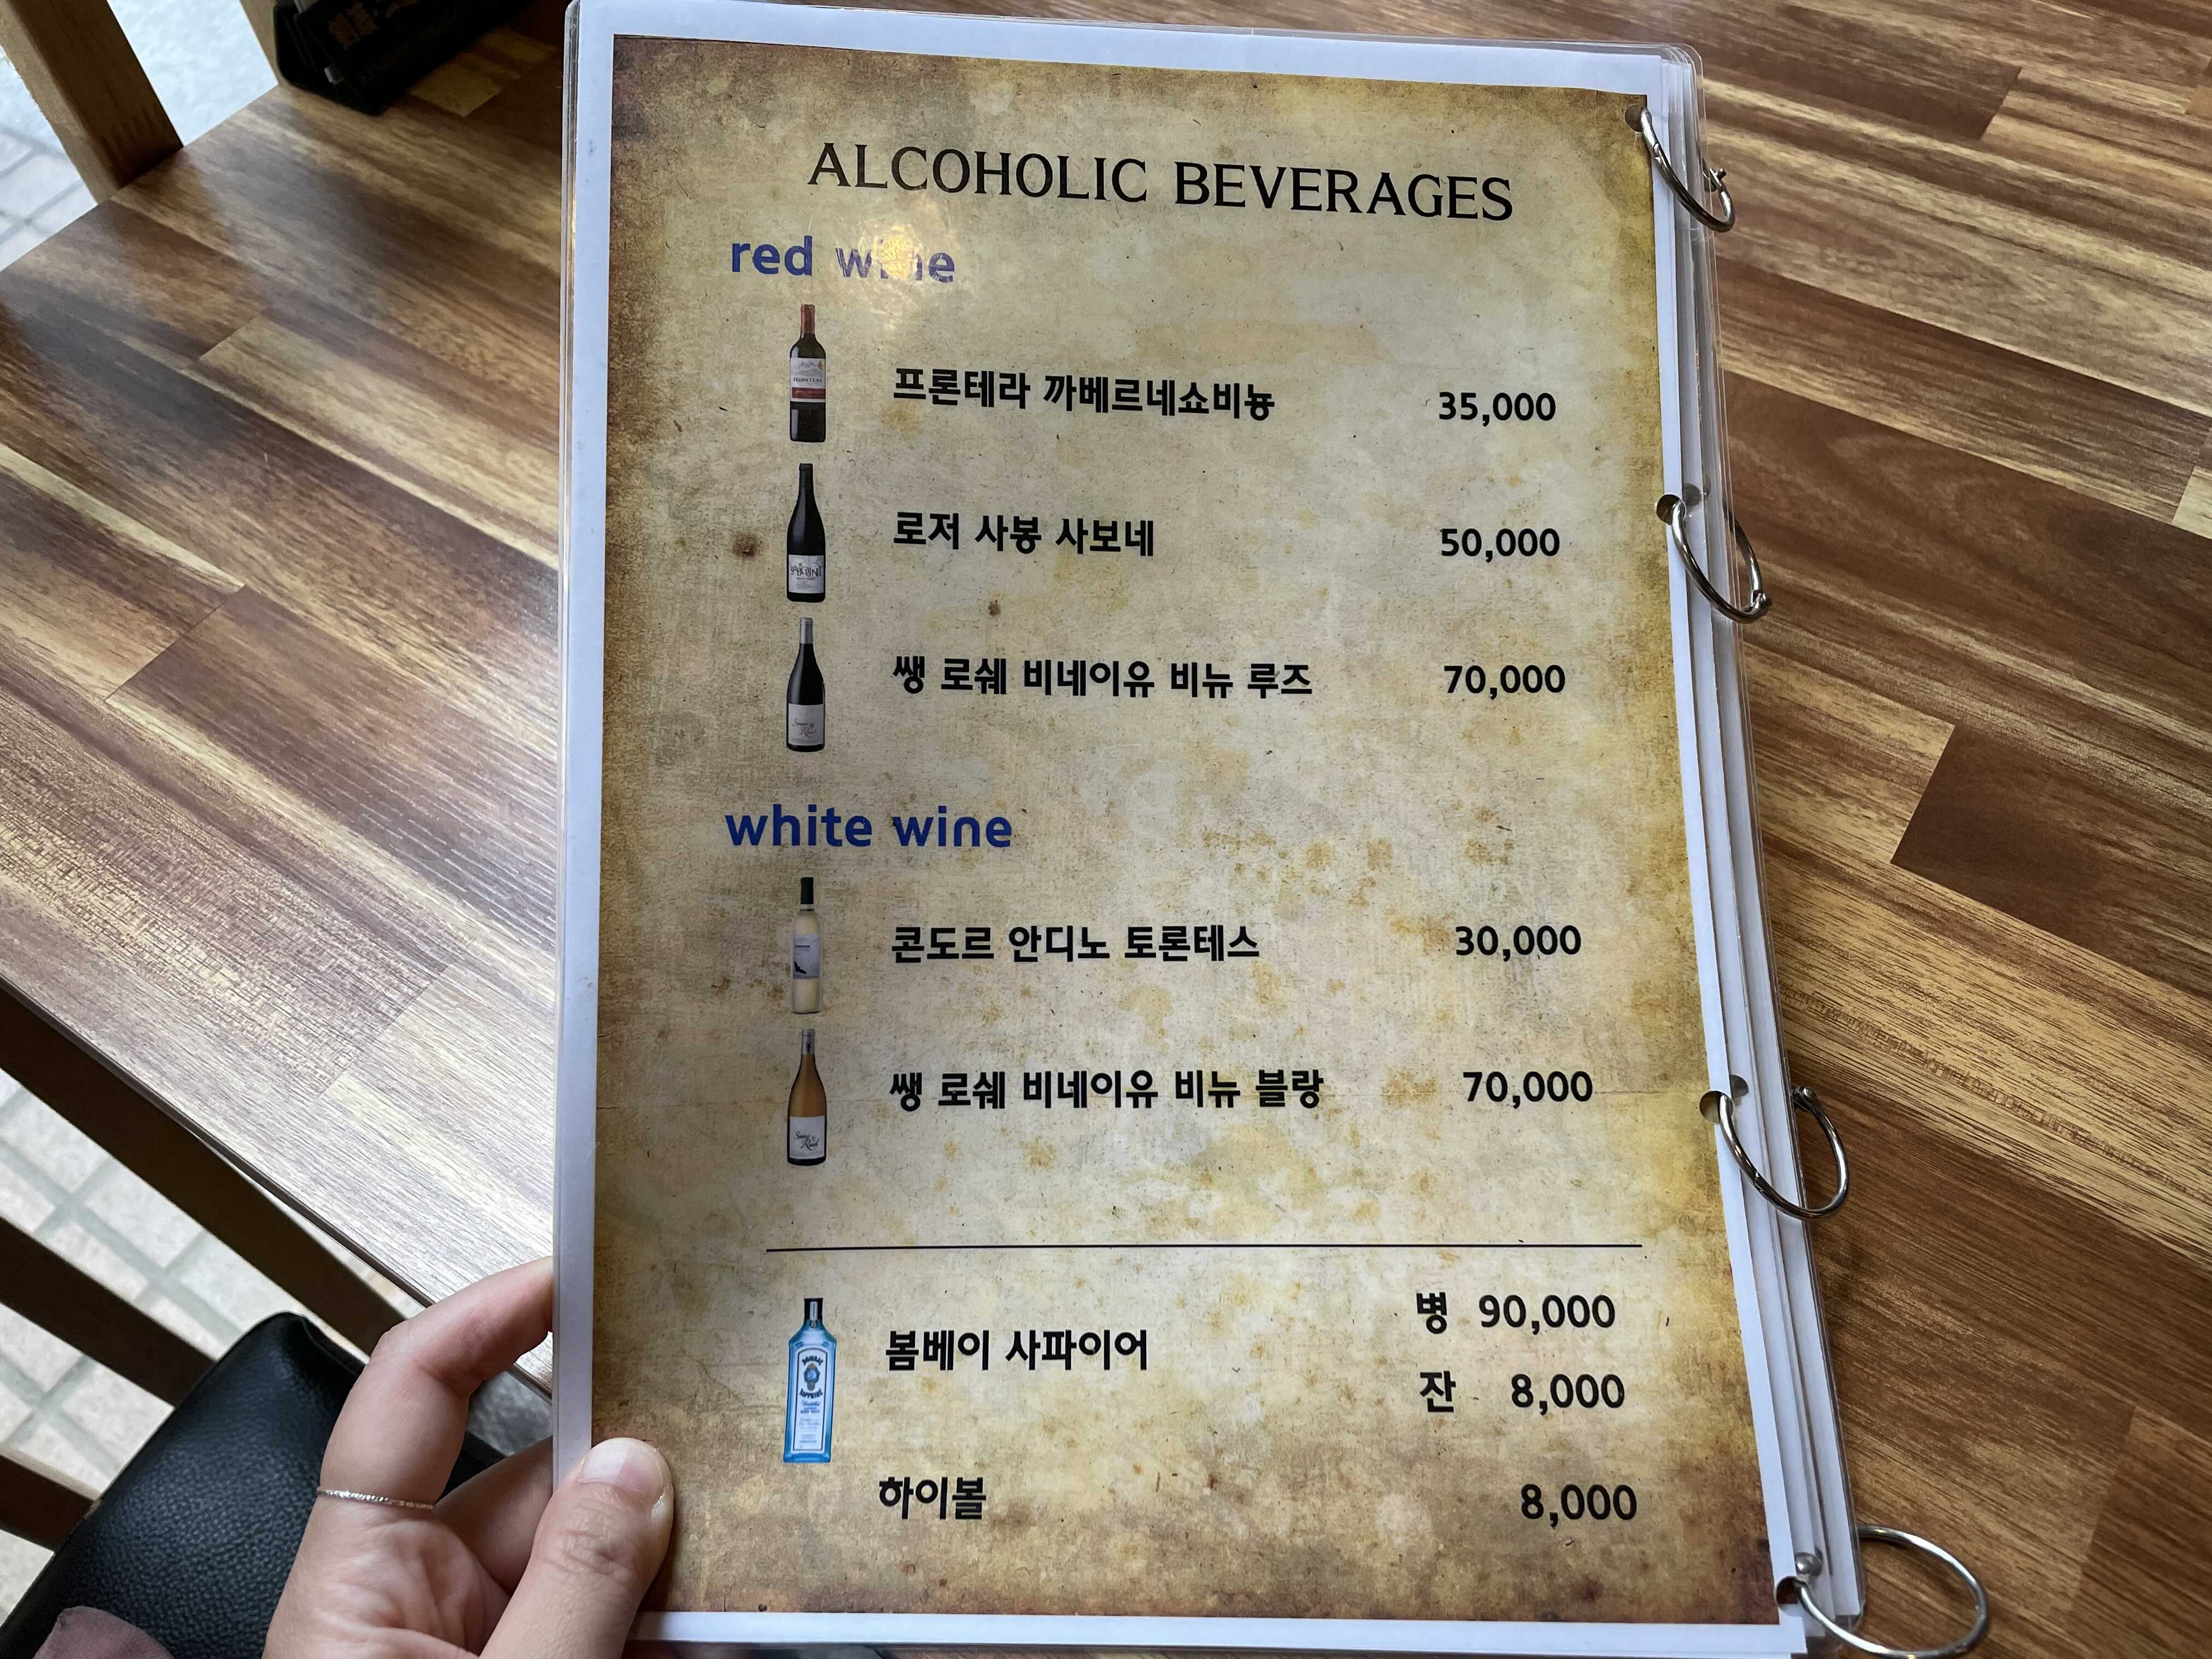 ALCOHOLIC BEVERAGES
red wine
프론테라 까베르네쇼비뇽 35,000
로저 사봉 사보네 50,000
쌩 로쉐 비네이유 비뉴 루즈 70,000
white wine
콘도르 안디노 토론테스 30,000
쌩 로쉐 비네이유 비뉴 블랑 70,000
병 90,000
봄베이 사파이어
잔 8,000
BOMBAY
SAPPHIRE
하이볼 8,000